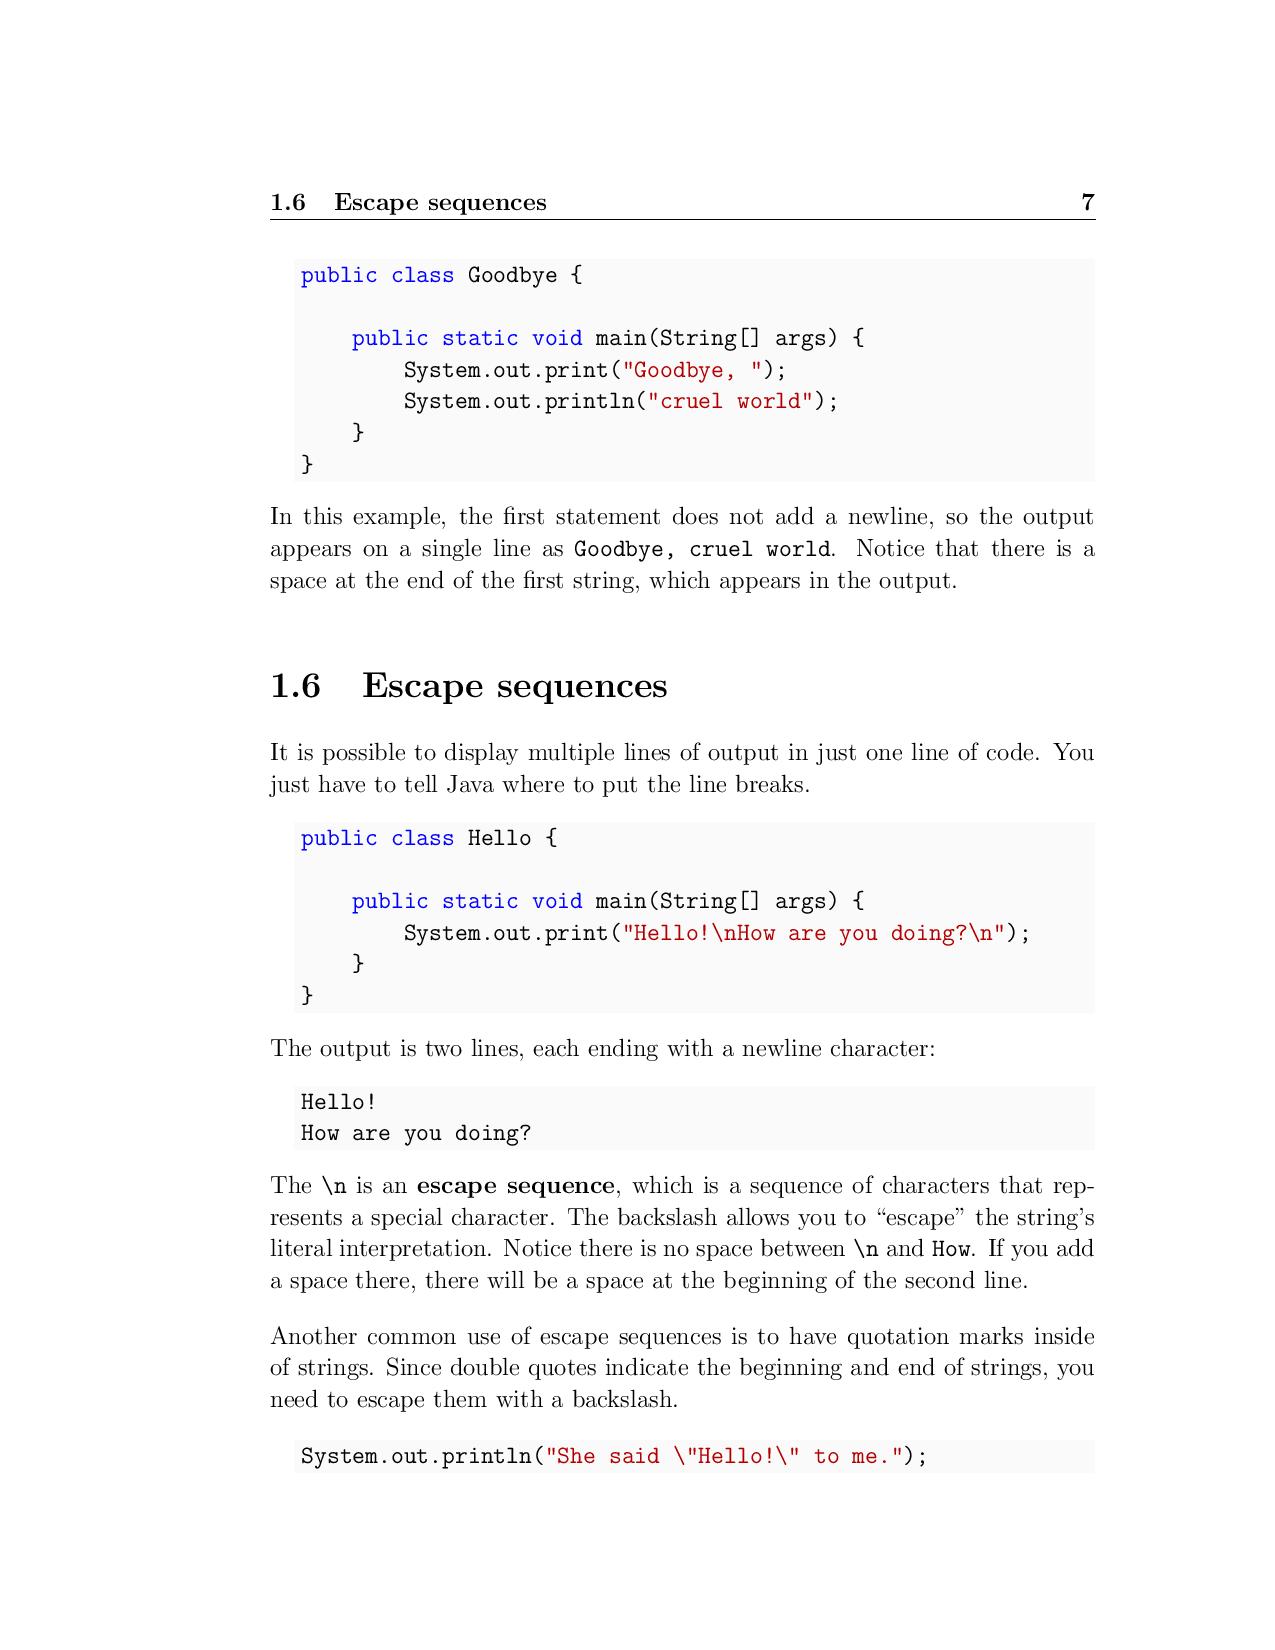 1.6 Escape sequences 7
public class Goodbye {
    public static void main(String[] args) {
        System.out.print("Goodbye, ");
        System.out.println("cruel world");
    }
}
In this example, the first statement does not add a newline, so the output
appears on a single line as Goodbye, cruel world. Notice that there is a
space at the end of the first string, which appears in the output.
1.6 Escape sequences
It is possible to display multiple lines of output in just one line of code. You
just have to tell Java where to put the line breaks.
public class Hello {
    public static void main(String[] args) {
        System.out.print("Hello!\nHow are you doing?\n");
    }
}
The output is two lines, each ending with a newline character:
Hello!
How are you doing?
The \n is an escape sequence, which is a sequence of characters that rep-
resents a special character. The backslash allows you to “escape” the string’s
literal interpretation. Notice there is no space between \n and How. If you add
a space there, there will be a space at the beginning of the second line.
Another common use of escape sequences is to have quotation marks inside
of strings. Since double quotes indicate the beginning and end of strings, you
need to escape them with a backslash.
System.out.println("She said \"Hello!\" to me.");